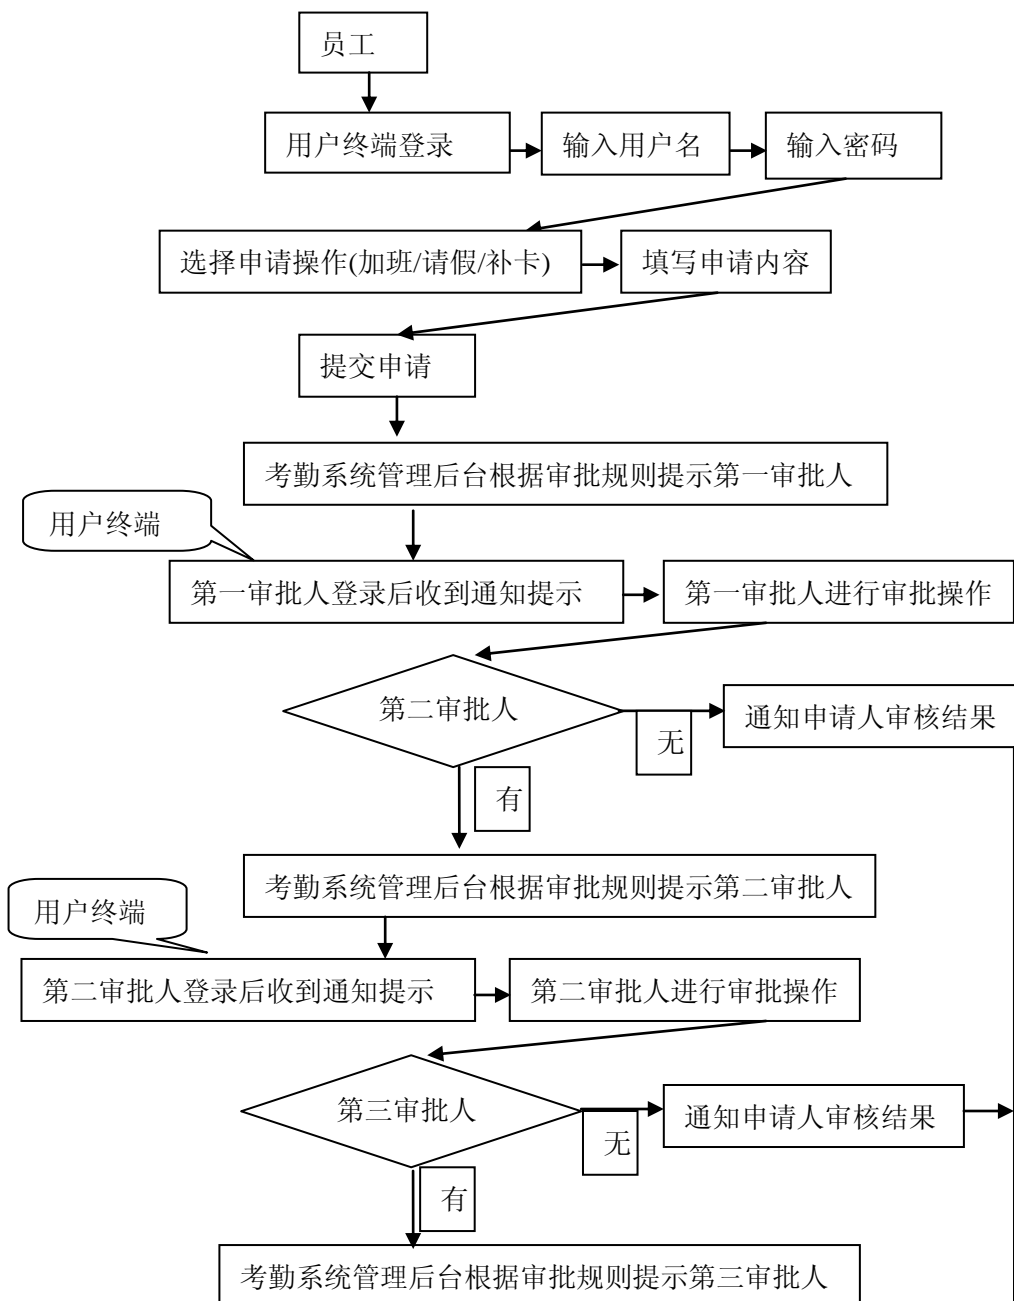 员工
用户终端登录
输入用户名
输入密码
选择申请操作(加班/请假/补卡)
填写申请内容
提交申请
考勤系统管理后台根据审批规则提示第一审批人
用户终端
第一审批人登录后收到通知提示
第一审批人进行审批操作
第二审批人
无
通知申请人审核结果
有
考勤系统管理后台根据审批规则提示第二审批人
用户终端
第二审批人登录后收到通知提示
第二审批人进行审批操作
第三审批人
无
通知申请人审核结果
有
考勤系统管理后台根据审批规则提示第三审批人